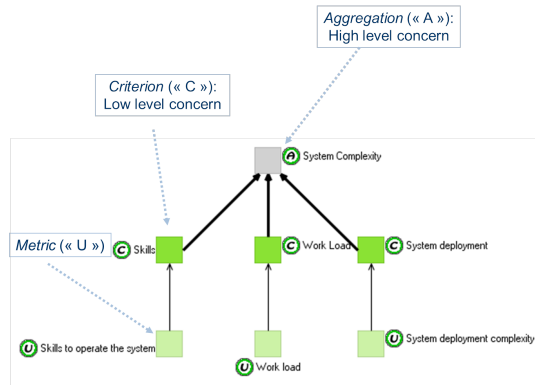 Aggregation (« A »):
High level concern
Criterion (« C »):
Low level concern
A System Complexity
Metric (« U »)
C Skills
C Work Load
C System deployment
U Skills to operate the system
U Work load
U System deployment complexity